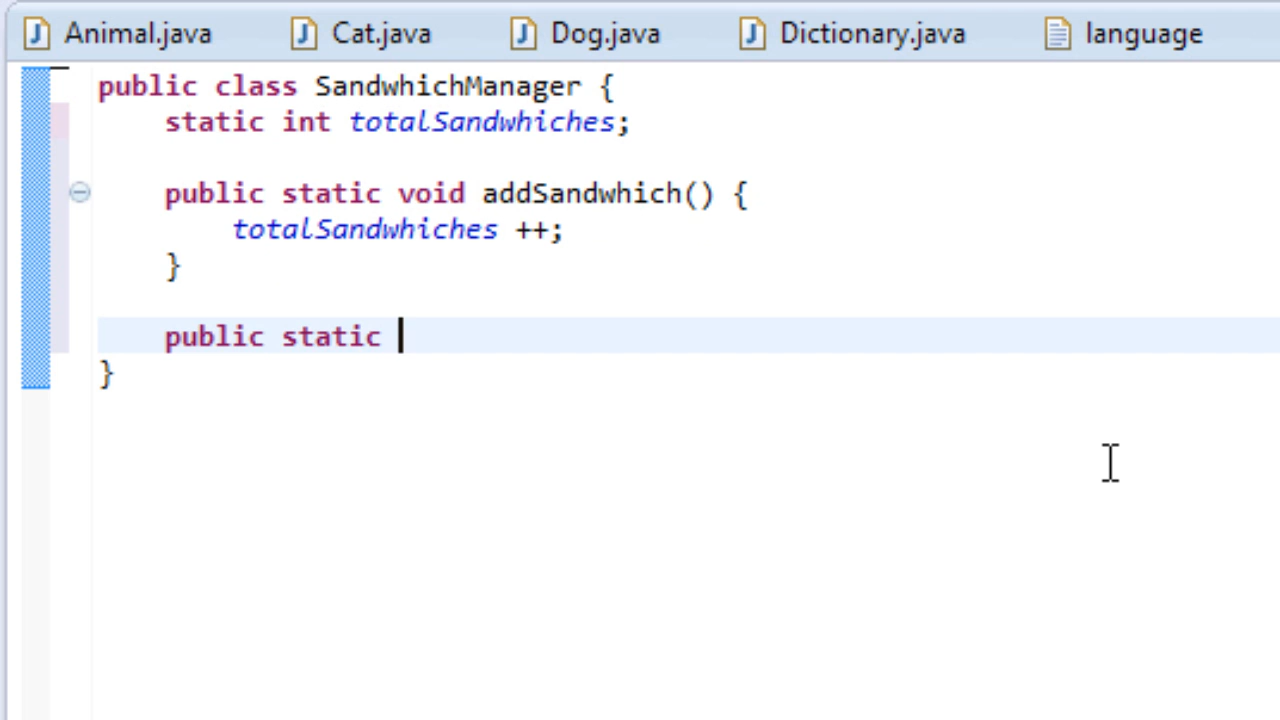 Animal.java Cat.java Dog.java Dictionary.java language
public class SandwhichManager {
static int totalSandwhiches;
public static void addSandwhich() {
totalSandwhiches ++;
}
public static
}